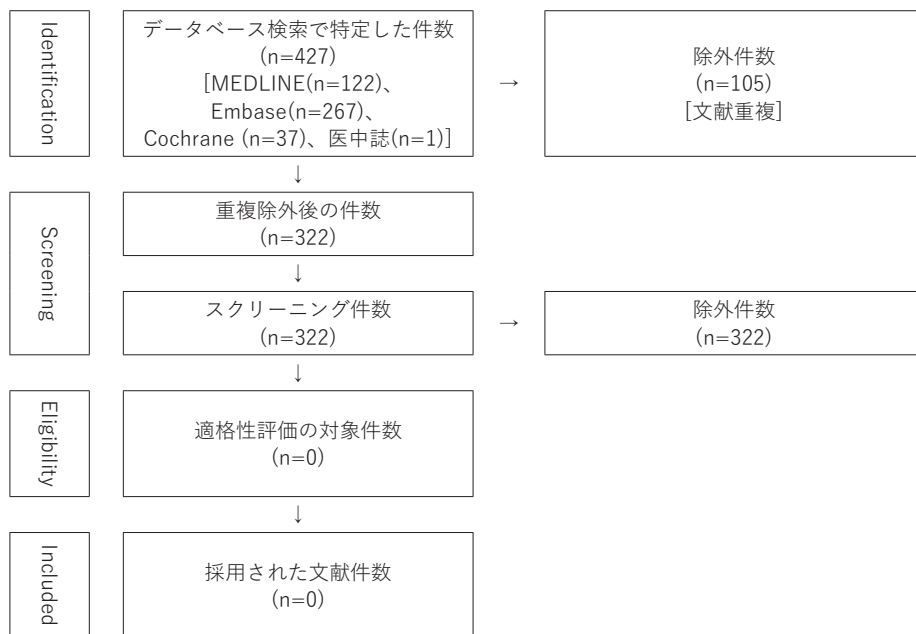 Identification
データベース検索で特定した件数
(n=427)
[MEDLINE(n=122)、
Embase(n=267)、
Cochrane (n=37)、医中誌(n=1)]
→
除外件数
(n=105)
[文献重複]
↓
Screening
重複除外後の件数
(n=322)
↓
スクリーニング件数
(n=322)
→
除外件数
(n=322)
↓
Eligibility
適格性評価の対象件数
(n=0)
↓
Included
採用された文献件数
(n=0)